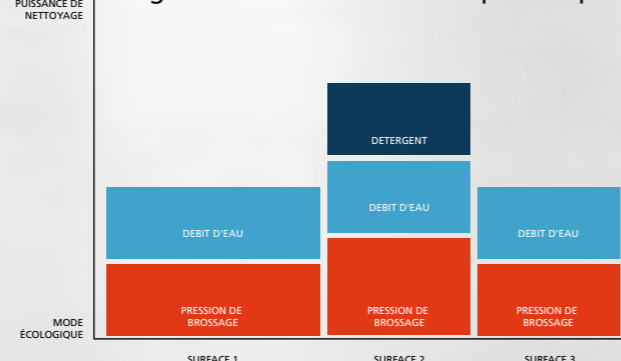 PUISSANCE DE
NETTOYAGE
DETERGENT
DEBIT D'EAU
DEBIT D'EAU
DEBIT D'EAU
PRESSION DE
BROSSAGE
PRESSION DE
BROSSAGE
PRESSION DE
BROSSAGE
MODE
ÉCOLOGIQUE
SURFACE 1
SURFACE 2
SURFACE 3